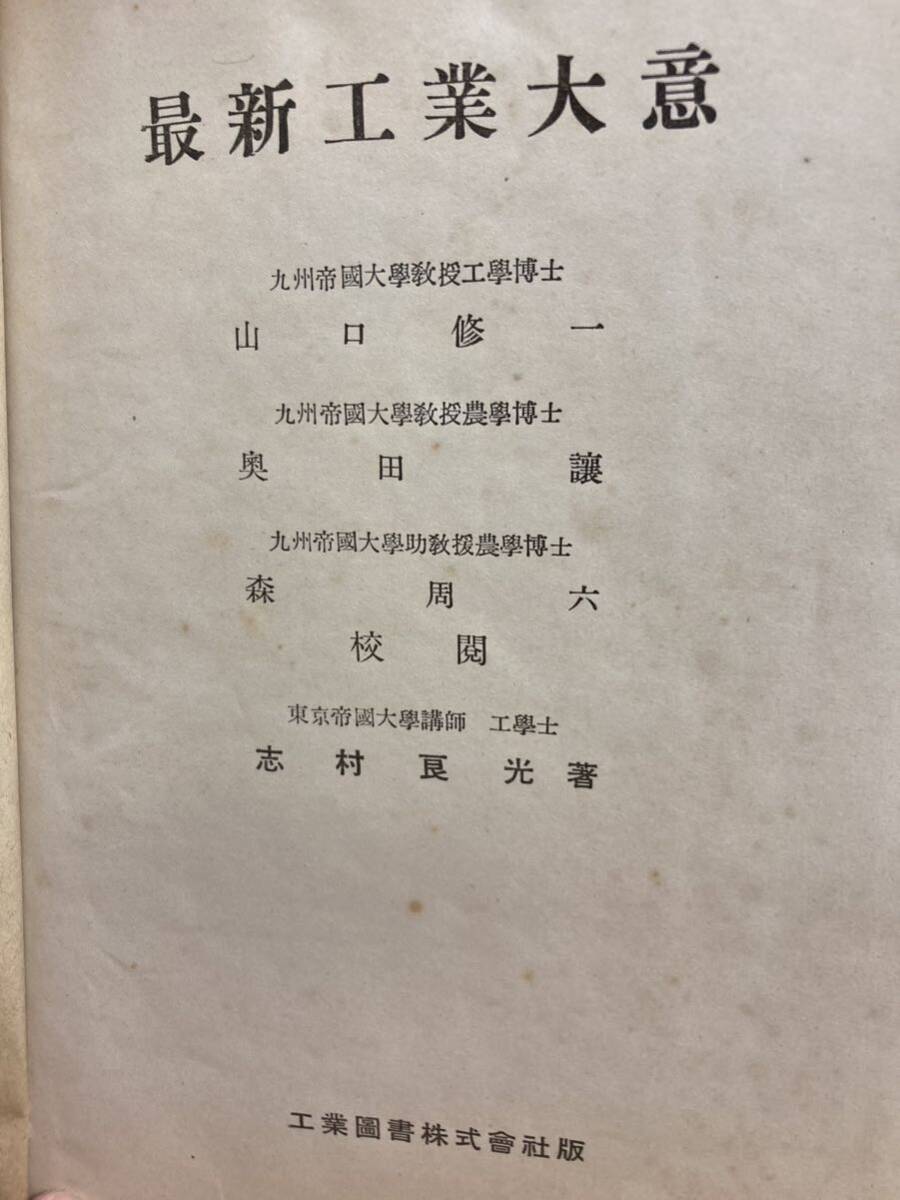 最新工業大意
九州帝國大學教授工學博士
山口修一
九州帝國大學教授農學博士
奥田讓
九州帝國大學助教援農學博士
森周六
校閱
東京帝國大學講師 工學士
志村良光著
工業圖書株式會社版